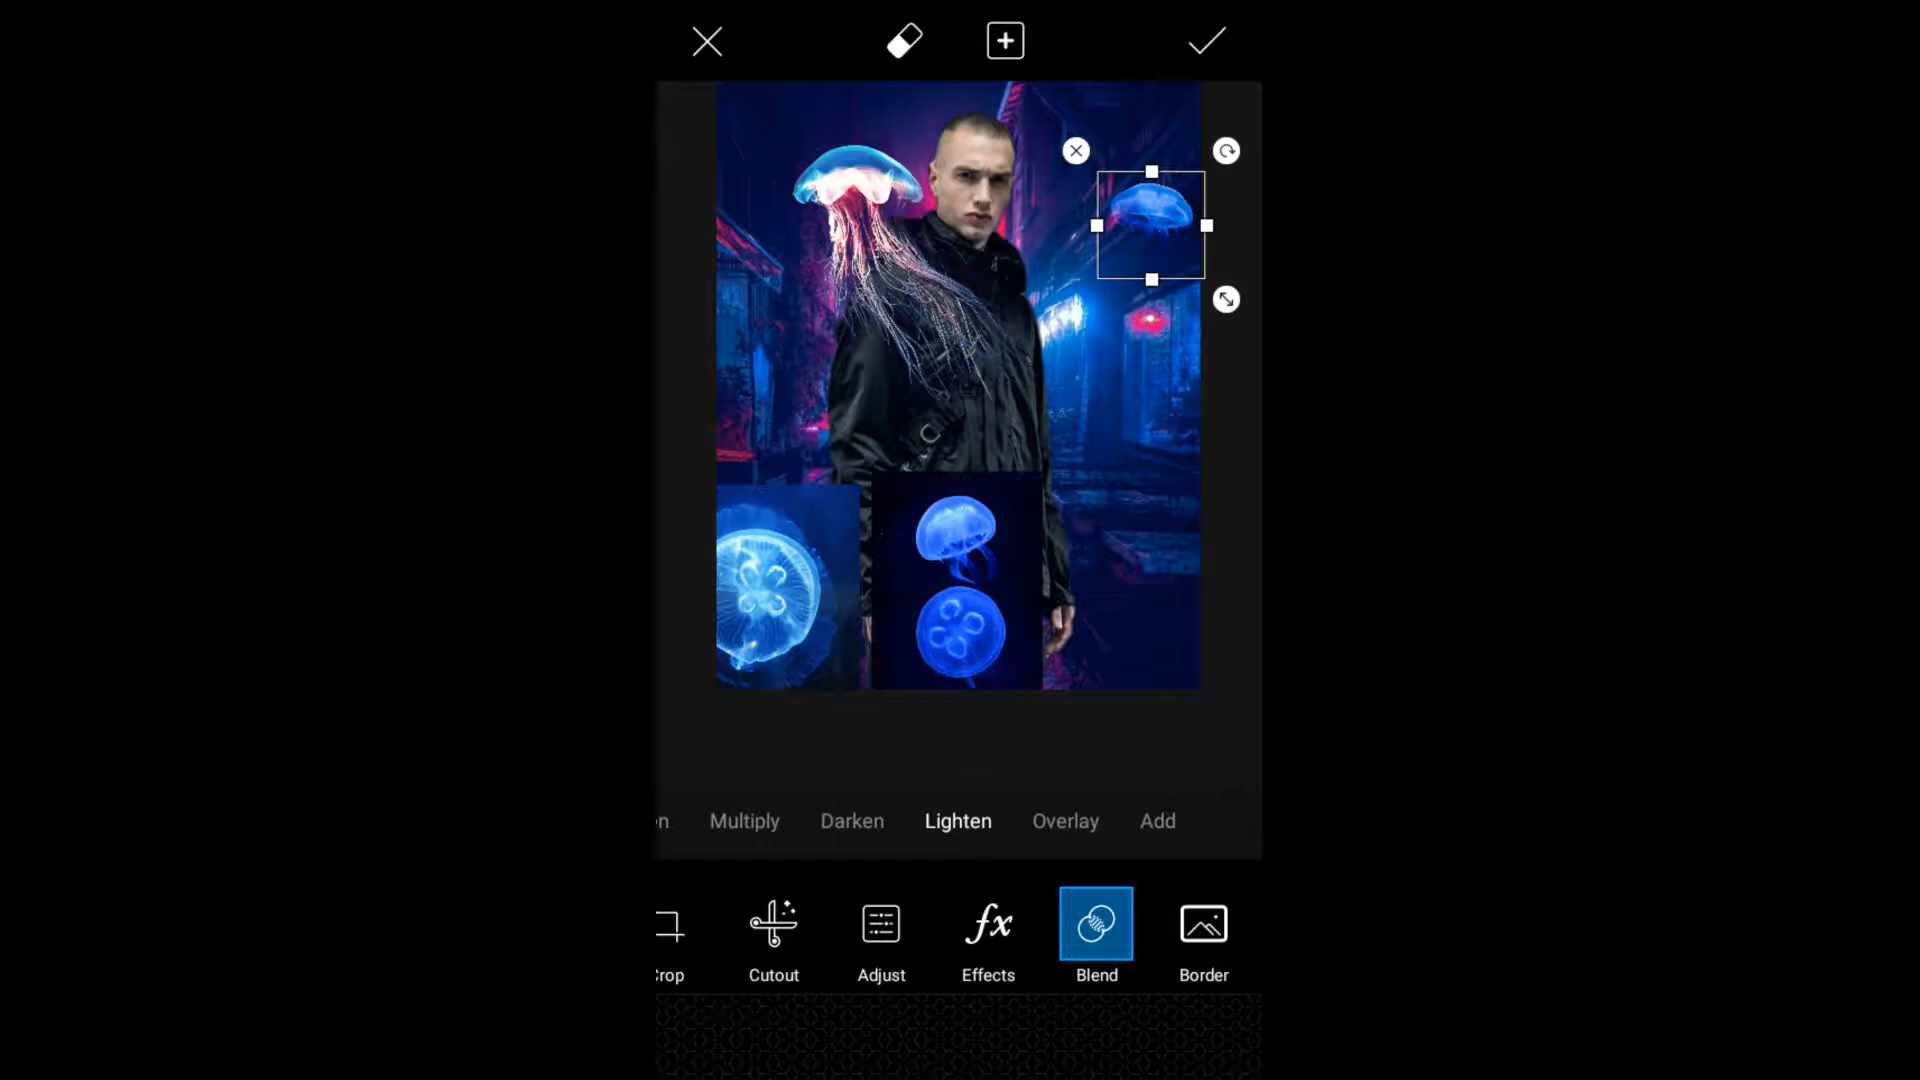 n Multiply Darken Lighten Overlay Add
rop Cutout Adjust Effects Blend Border